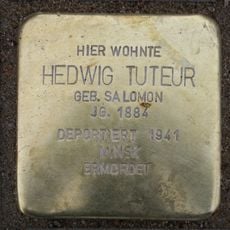 HIER WOHNTE
HEDWIG TUTEUR
GEB. SALOMON
JG. 1884
DEPORTIERT 1941
MINSK
ERMORDET